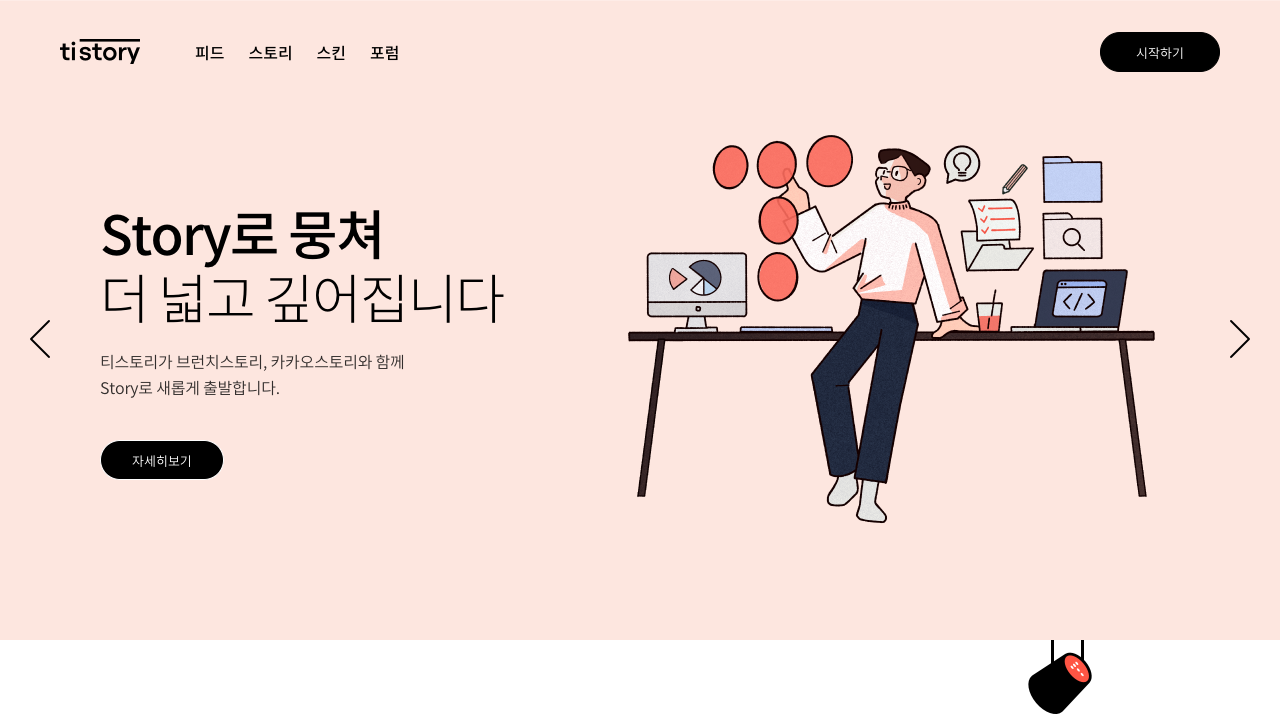 tistory
피드 스토리 스킨 포럼
시작하기
Story로 뭉쳐
더 넓고 깊어집니다
티스토리가 브런치스토리, 카카오스토리와 함께
Story로 새롭게 출발합니다.
자세히보기